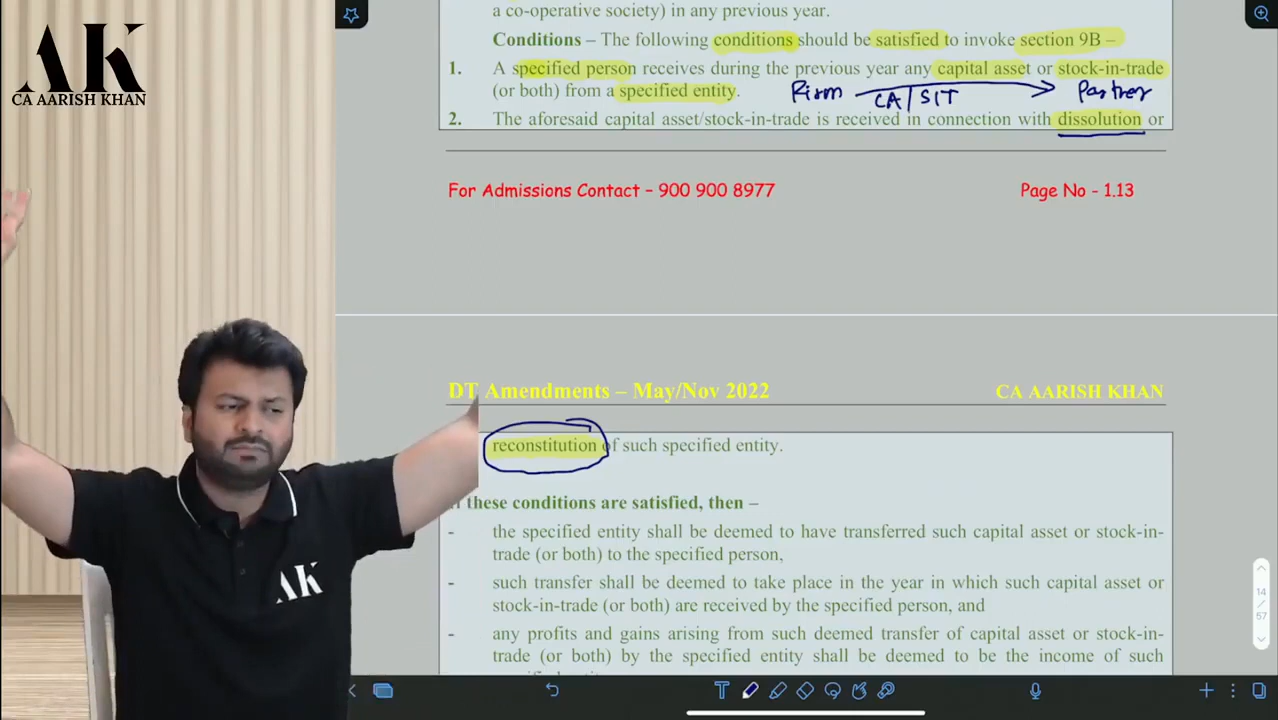 AK
CA AARISH KHAN
a co-operative society) in any previous year.
Conditions – The following conditions should be satisfied to invoke section 9B –
1. A specified person receives during the previous year any capital asset or stock-in-trade
(or both) from a specified entity.
Firm CA | SIT Partner
2. The aforesaid capital asset/stock-in-trade is received in connection with dissolution or
For Admissions Contact – 900 900 8977 Page No - 1.13
DT Amendments – May/Nov 2022 CA AARISH KHAN
reconstitution of such specified entity.
these conditions are satisfied, then –
- the specified entity shall be deemed to have transferred such capital asset or stock-in-
trade (or both) to the specified person,
- such transfer shall be deemed to take place in the year in which such capital asset or
stock-in-trade (or both) are received by the specified person, and
- any profits and gains arising from such deemed transfer of capital asset or stock-in-
trade (or both) by the specified entity shall be deemed to be the income of such
AK
14
/
57
T